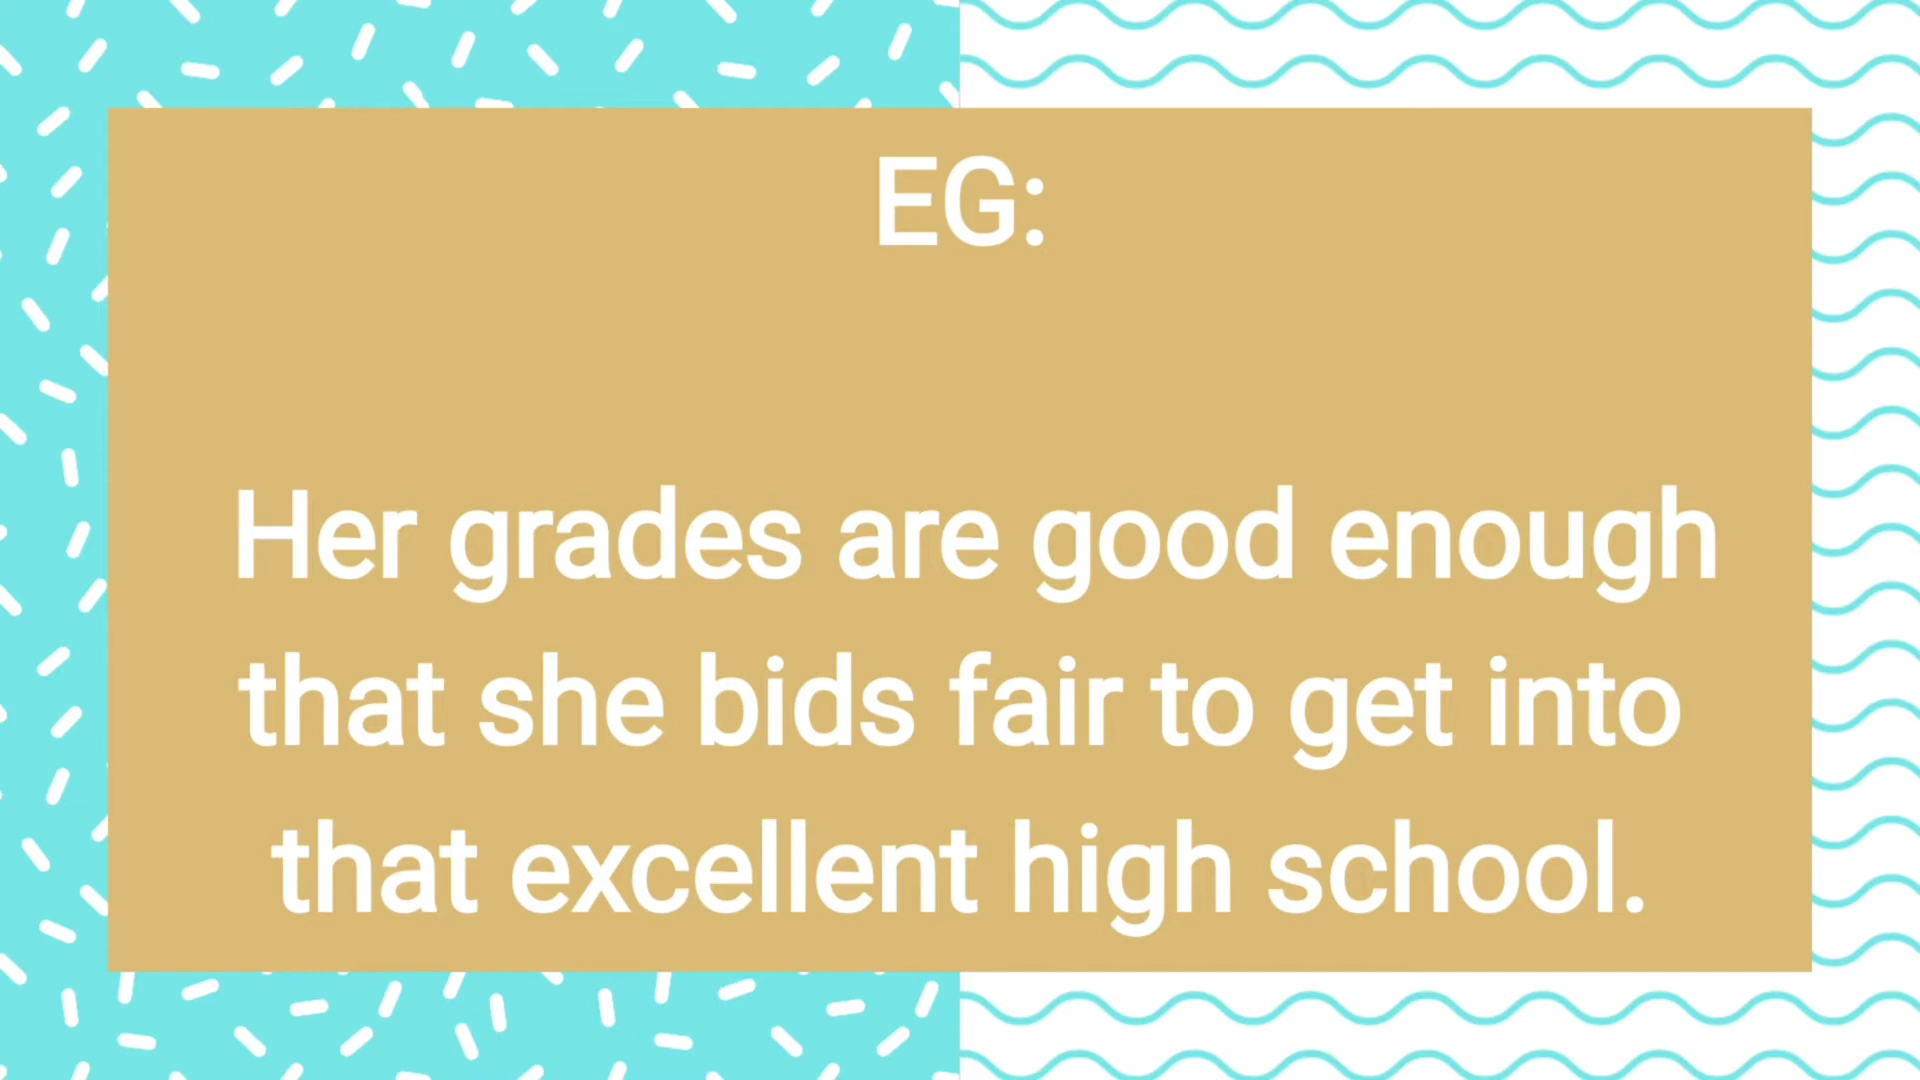 EG:
Her grades are good enough
that she bids fair to get into
that excellent high school.